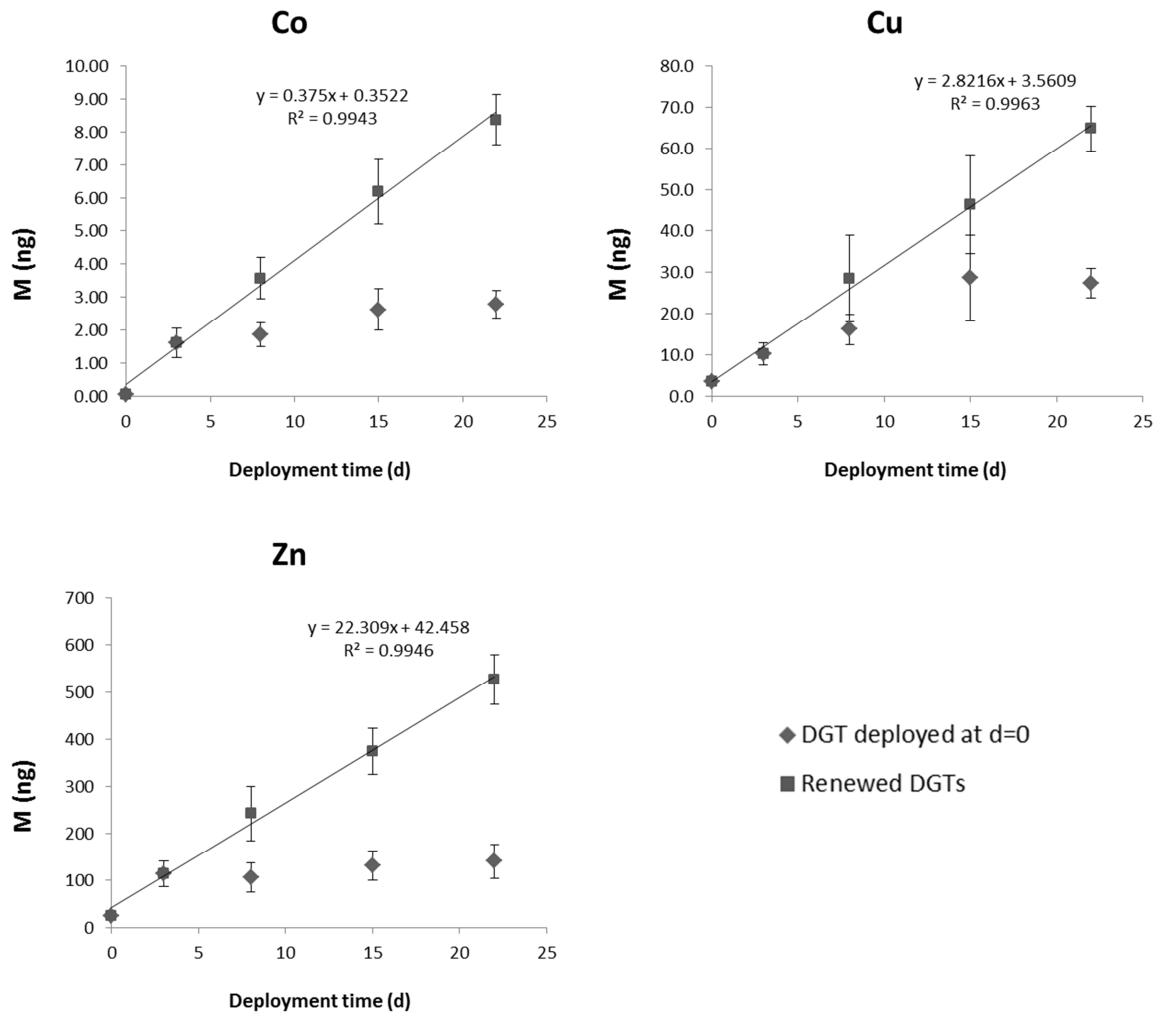 Co
10.00
9.00
8.00
7.00
6.00
5.00
4.00
3.00
2.00
1.00
0.00
M (ng)
y = 0.375x + 0.3522
R² = 0.9943
0 5 10 15 20 25
Deployment time (d)
Cu
80.0
70.0
60.0
50.0
40.0
30.0
20.0
10.0
0.0
M (ng)
y = 2.8216x + 3.5609
R² = 0.9963
0 5 10 15 20 25
Deployment time (d)
Zn
700
600
500
400
300
200
100
0
M (ng)
y = 22.309x + 42.458
R² = 0.9946
0 5 10 15 20 25
Deployment time (d)
DGT deployed at d=0
Renewed DGTs